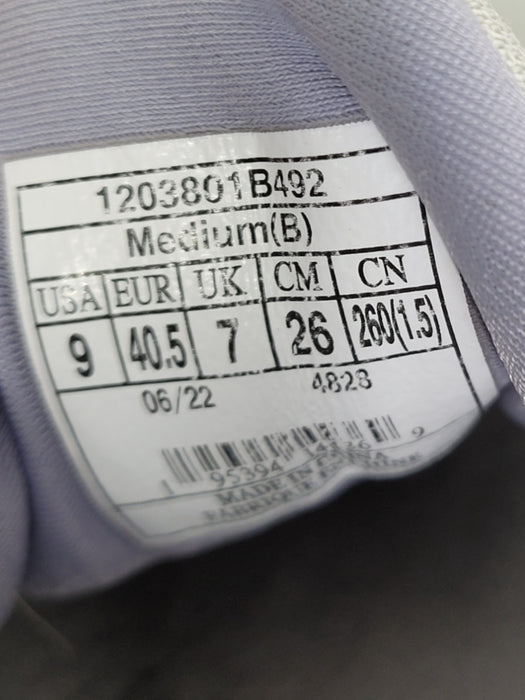 1203801B492
Medium(B)
USA EUR UK CM CN
9 40.5 7 26 260(1.5)
06/22 4828
MADE IN